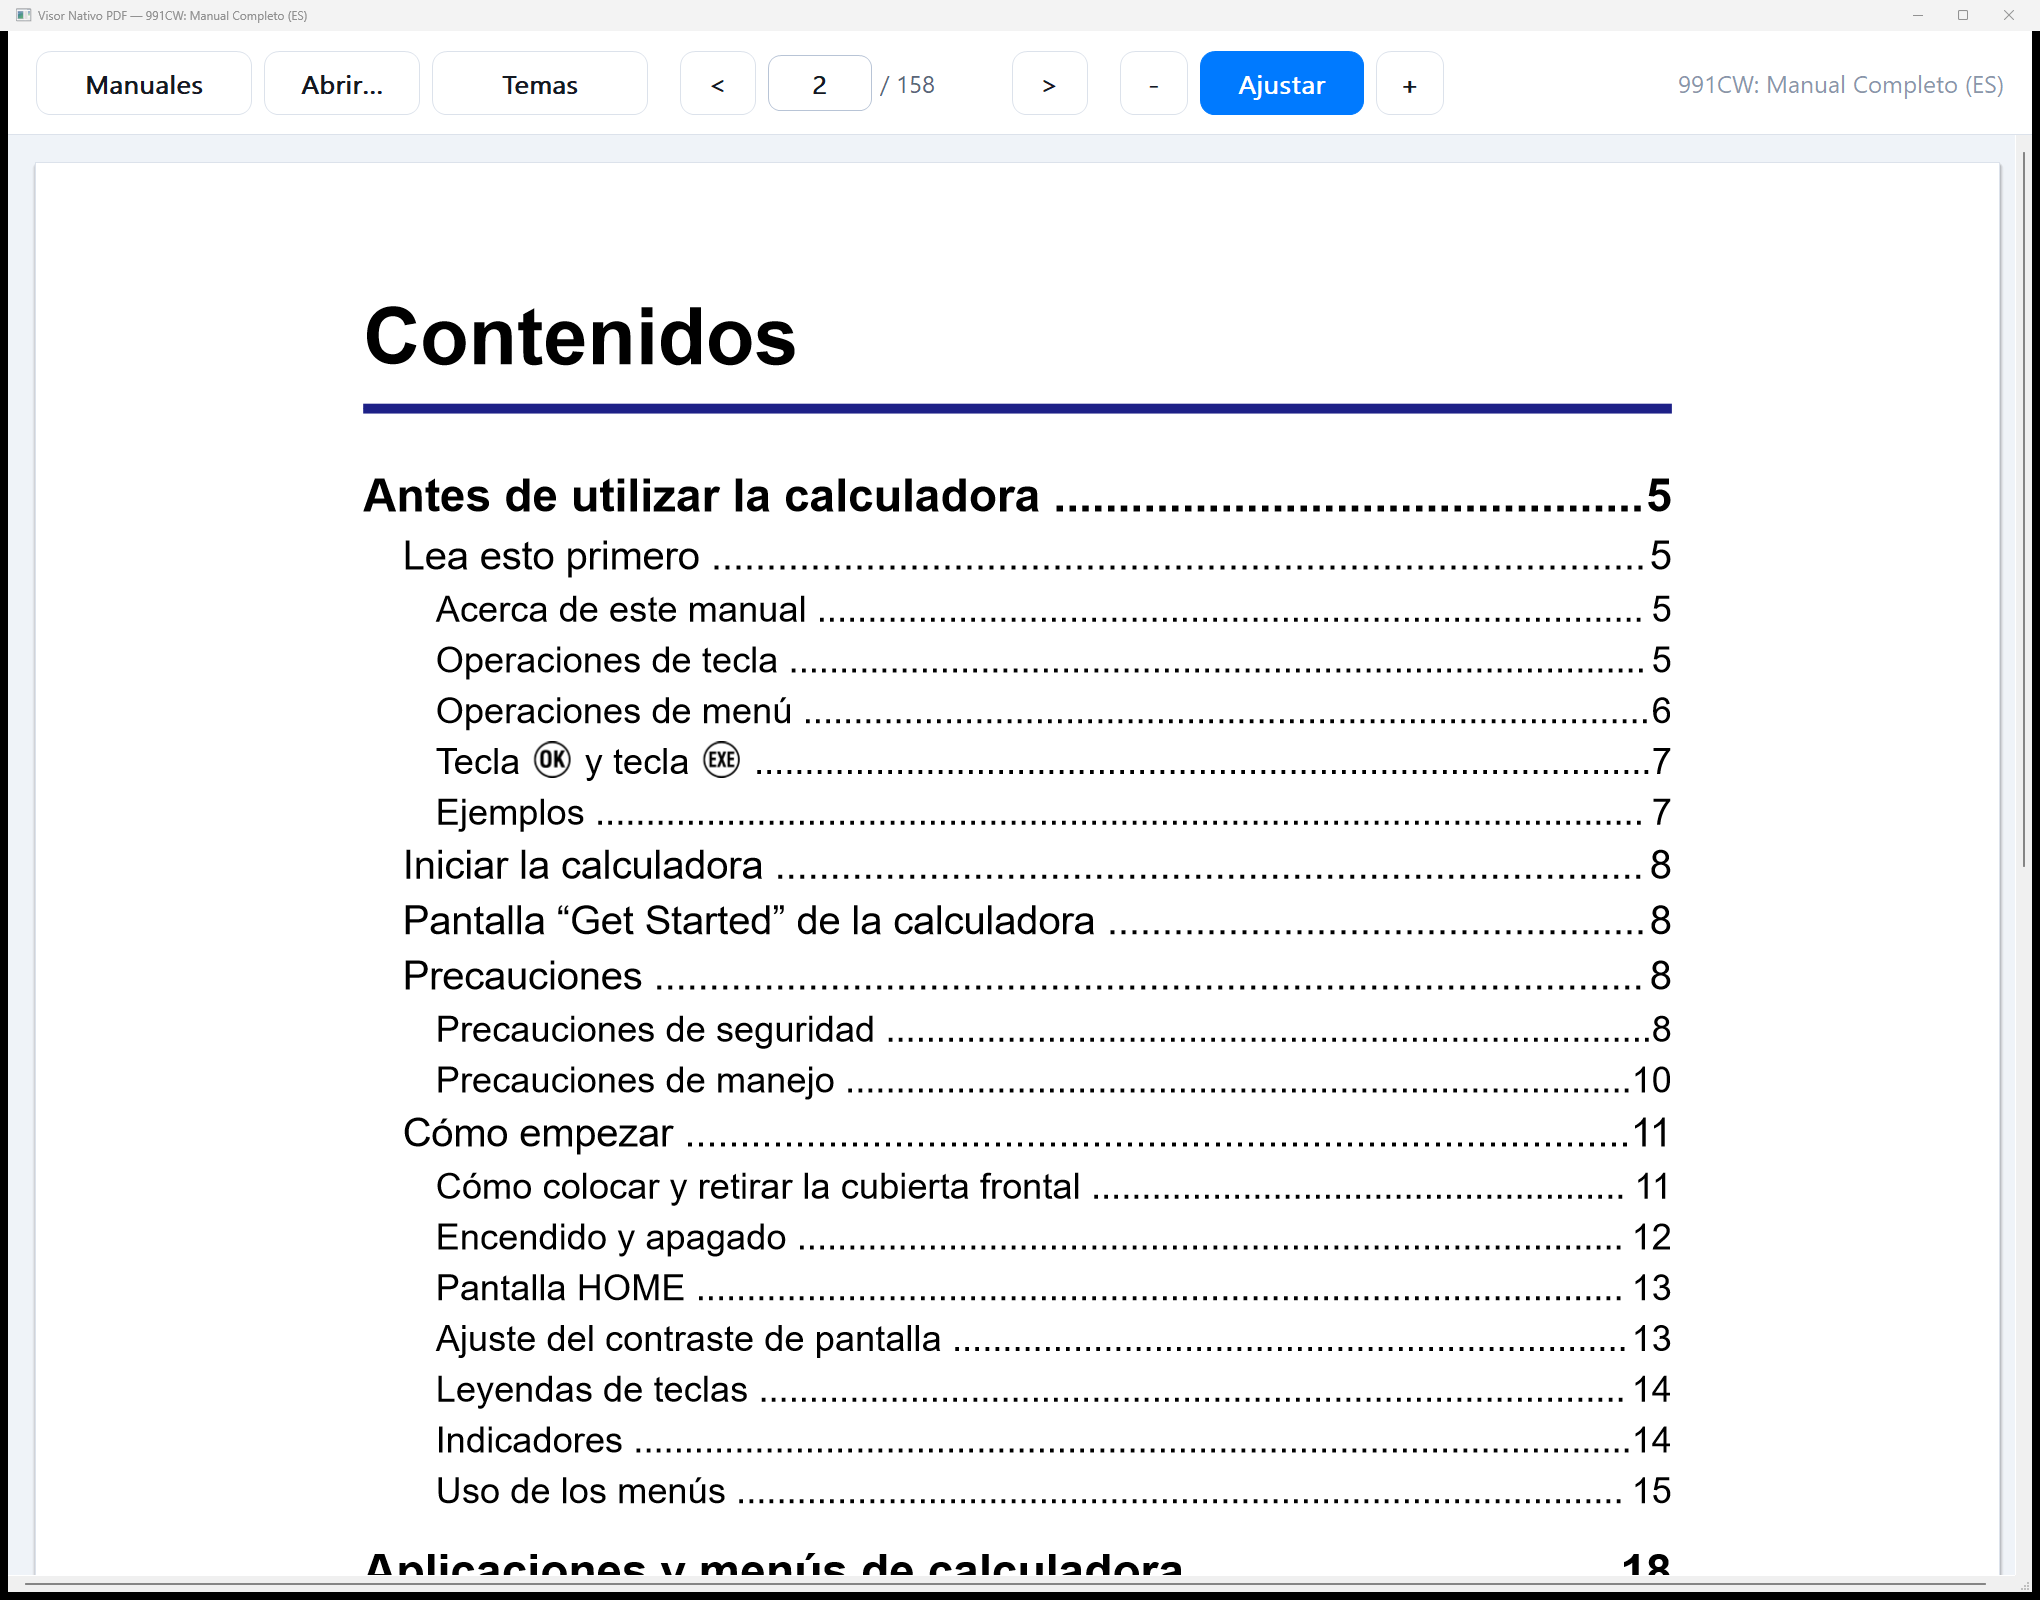 Visor Nativo PDF — 991CW: Manual Completo (ES)
Manuales Abrir... Temas < 2 / 158 > - Ajustar + 991CW: Manual Completo (ES)
Contenidos
Antes de utilizar la calculadora ..............................................5
Lea esto primero ......................................................................................5
Acerca de este manual .................................................................................. 5
Operaciones de tecla .....................................................................................5
Operaciones de menú ....................................................................................6
Tecla OK y tecla EXE .........................................................................................7
Ejemplos ........................................................................................................ 7
Iniciar la calculadora ................................................................................8
Pantalla “Get Started” de la calculadora .................................................8
Precauciones ...........................................................................................8
Precauciones de seguridad ............................................................................8
Precauciones de manejo ..............................................................................10
Cómo empezar .......................................................................................11
Cómo colocar y retirar la cubierta frontal ..................................................... 11
Encendido y apagado .................................................................................. 12
Pantalla HOME ............................................................................................ 13
Ajuste del contraste de pantalla ...................................................................13
Leyendas de teclas ...................................................................................... 14
Indicadores ...................................................................................................14
Uso de los menús ........................................................................................ 15
Aplicaciones y menús de calculadora 18